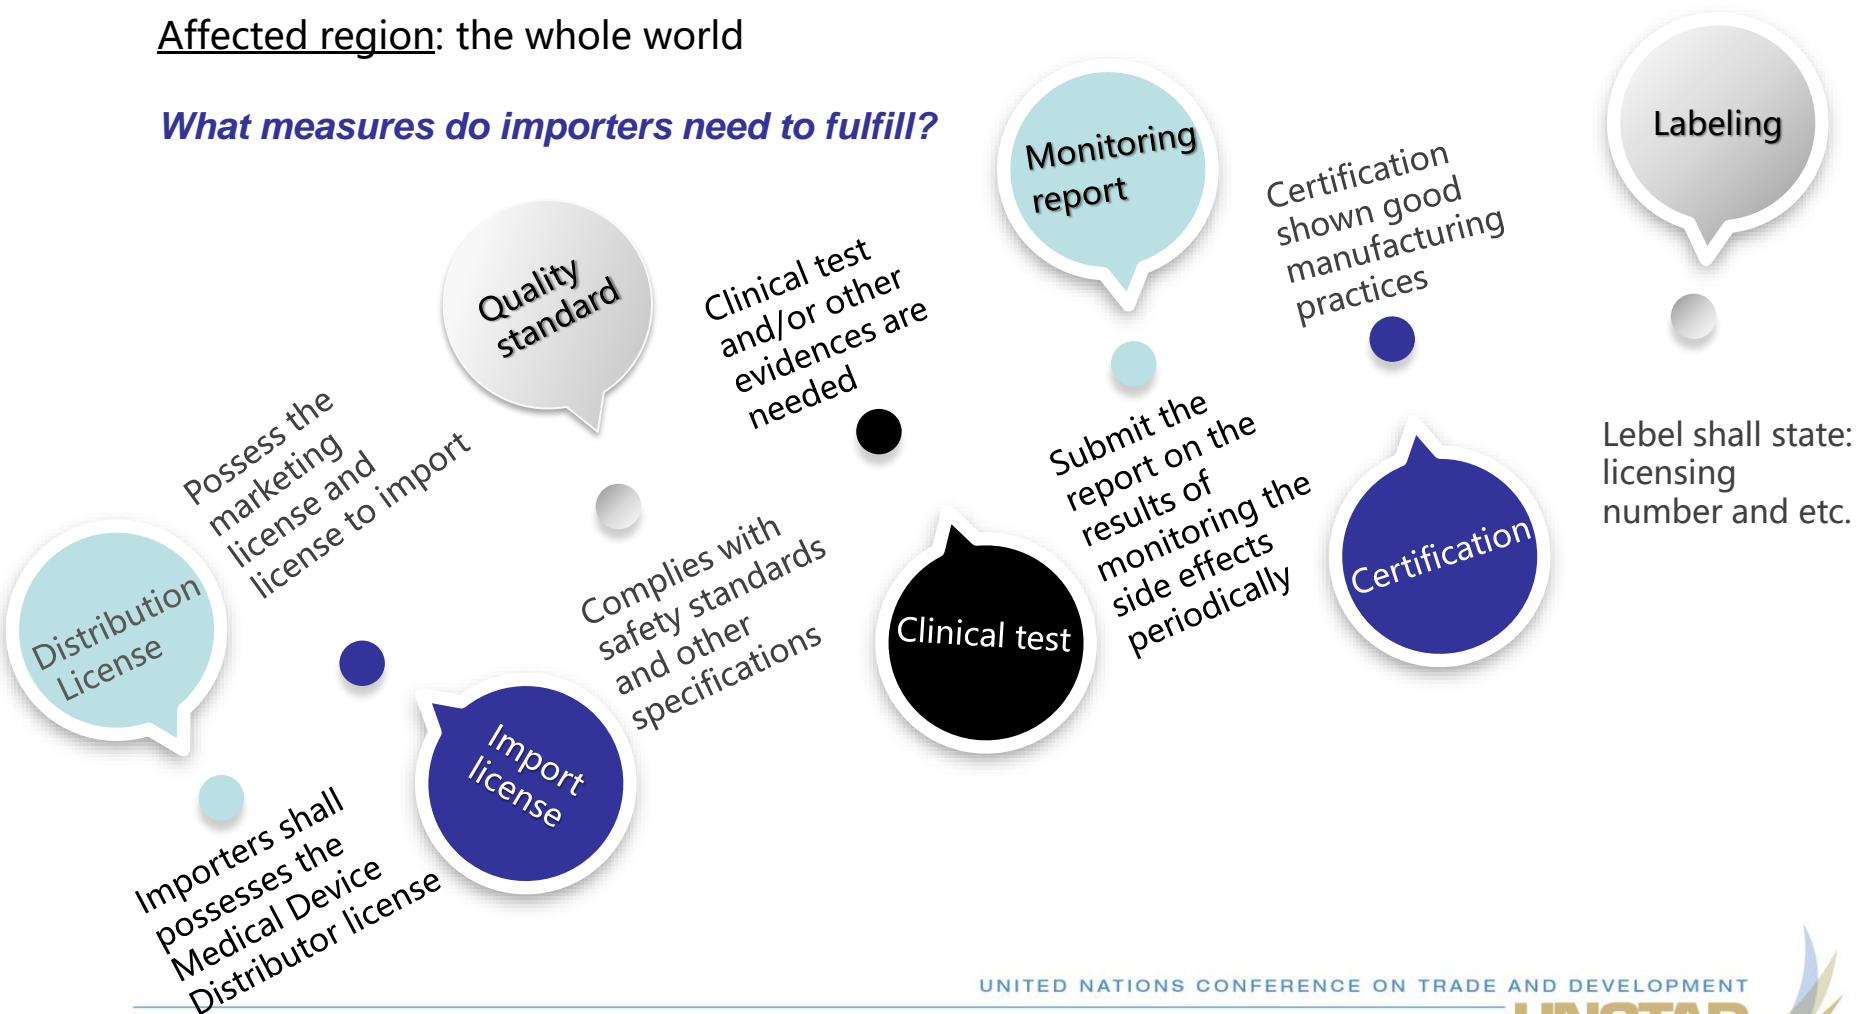 Affected region: the whole world
What measures do importers need to fulfill?
Distribution
License
Importers shall
possesses the
Medical Device
Distributor license
Possess the
marketing
license and
license to import
Import
license
Quality
standard
Complies with
safety standards
and other
specifications
Clinical test
and/or other
evidences are
needed
Clinical test
Monitoring
report
Submit the
report on the
results of
monitoring the
side effects
periodically
Certification
shown good
manufacturing
practices
Certification
Labeling
Lebel shall state:
licensing
number and etc.
UNITED NATIONS CONFERENCE ON TRADE AND DEVELOPMENT
UNCTAD